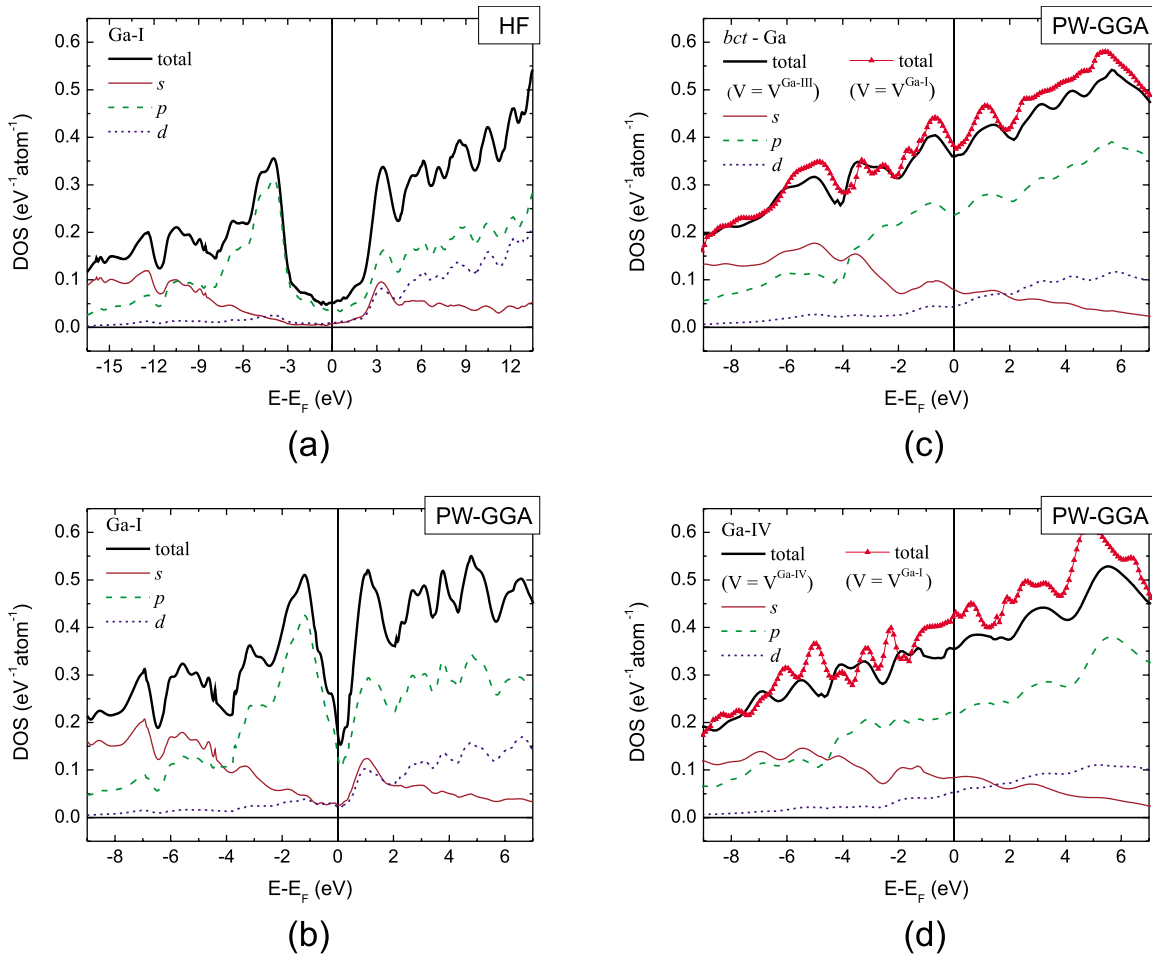 HF
Ga-I
total
s
p
d
0.6
0.5
0.4
0.3
0.2
0.1
0.0
DOS (eV⁻¹atom⁻¹)
-15 -12 -9 -6 -3 0 3 6 9 12
E-E_F (eV)
(a)
PW-GGA
bct - Ga
total total
(V = V^Ga-III) (V = V^Ga-I)
s
p
d
0.6
0.5
0.4
0.3
0.2
0.1
0.0
DOS (eV⁻¹atom⁻¹)
-8 -6 -4 -2 0 2 4 6
E-E_F (eV)
(c)
PW-GGA
Ga-I
total
s
p
d
0.6
0.5
0.4
0.3
0.2
0.1
0.0
DOS (eV⁻¹atom⁻¹)
-8 -6 -4 -2 0 2 4 6
E-E_F (eV)
(b)
PW-GGA
Ga-IV
total total
(V = V^Ga-IV) (V = V^Ga-I)
s
p
d
0.6
0.5
0.4
0.3
0.2
0.1
0.0
DOS (eV⁻¹atom⁻¹)
-8 -6 -4 -2 0 2 4 6
E-E_F (eV)
(d)